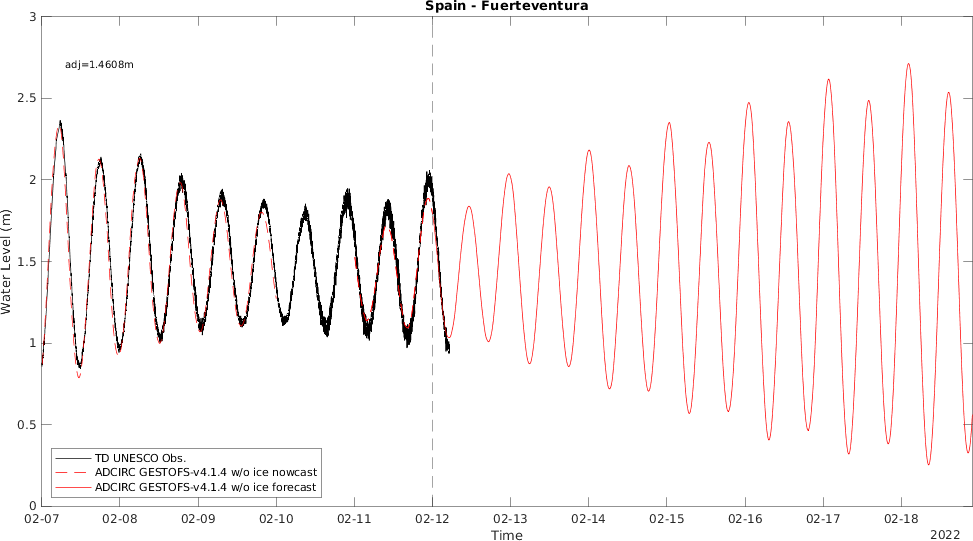 Spain - Fuerteventura
adj=1.4608m
3
2.5
2
1.5
1
0.5
0
Water Level (m)
TD UNESCO Obs.
ADCIRC GESTOFS-v4.1.4 w/o ice nowcast
ADCIRC GESTOFS-v4.1.4 w/o ice forecast
02-07 02-08 02-09 02-10 02-11 02-12 02-13 02-14 02-15 02-16 02-17 02-18
Time
2022